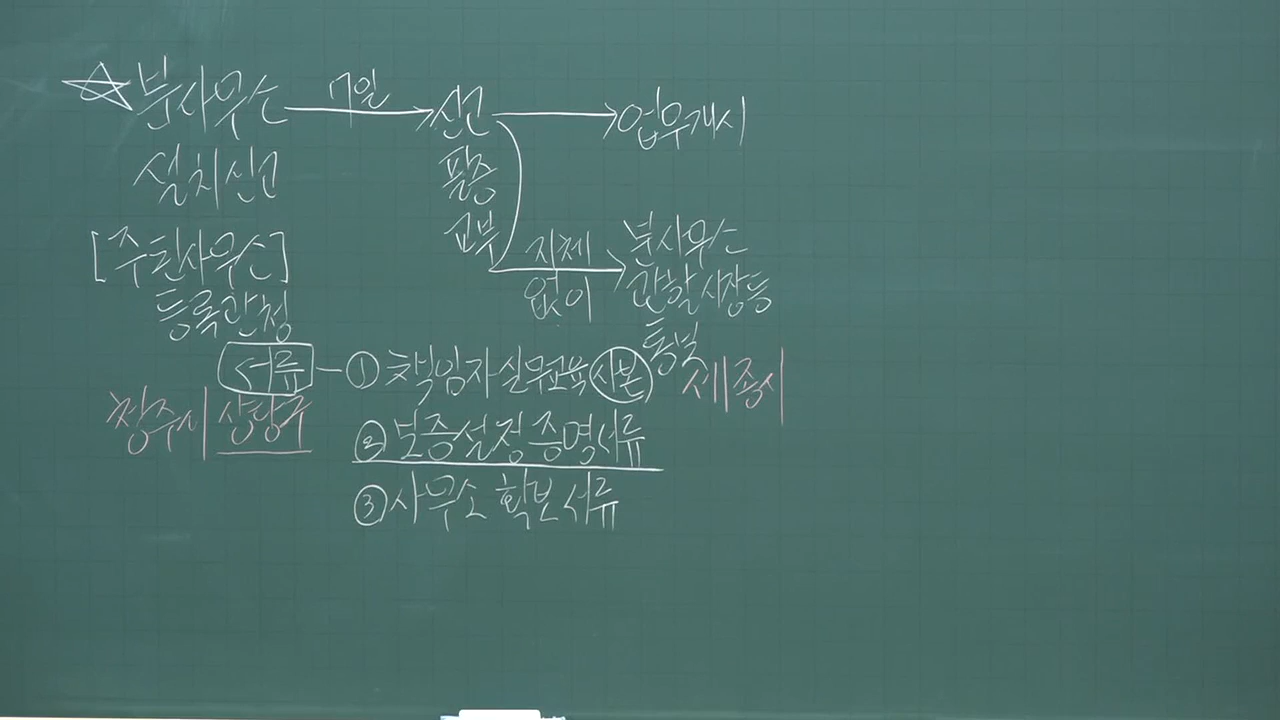 ☆분사무소 7일 신고 업무개시
설치신고 필증
교부
[주된사무소] 지체 없이 분사무소
등록관청 관할시장등
통보
서류 - ① 책임자 실무교육 사본 세종시
청주시 상당구 ② 보증설정 증명서류
③ 사무소 확보 서류